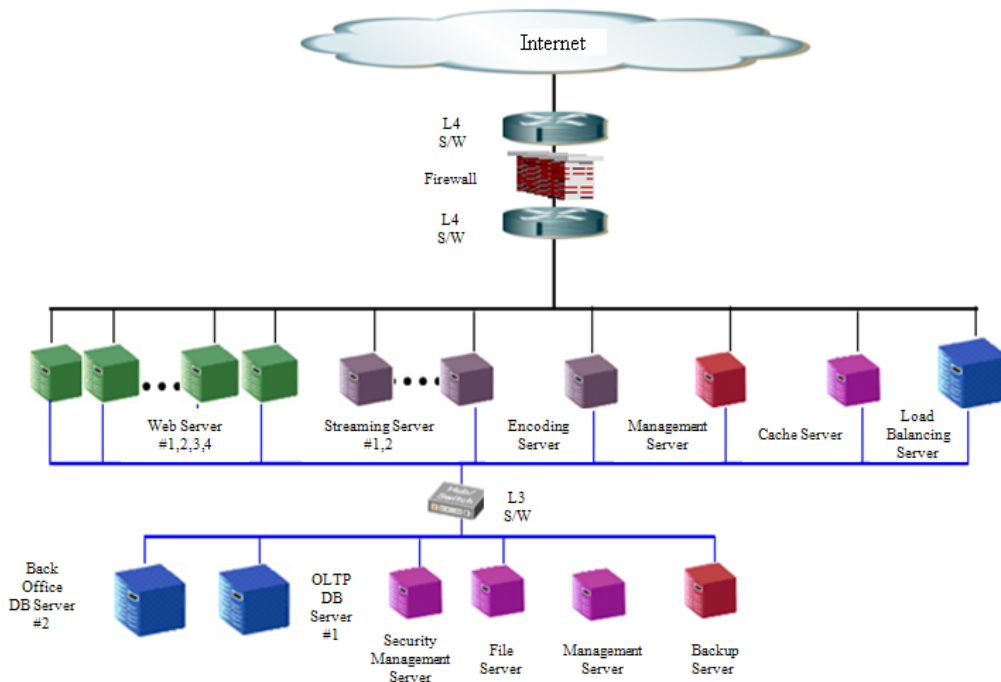 Internet
L4
S/W
Firewall
L4
S/W
Web Server
#1,2,3,4
Streaming Server
#1,2
Encoding
Server
Management
Server
Cache Server
Load
Balancing
Server
Hub/
Switch
L3
S/W
Back
Office
DB Server
#2
OLTP
DB
Server
#1
Security
Management
Server
File
Server
Management
Server
Backup
Server